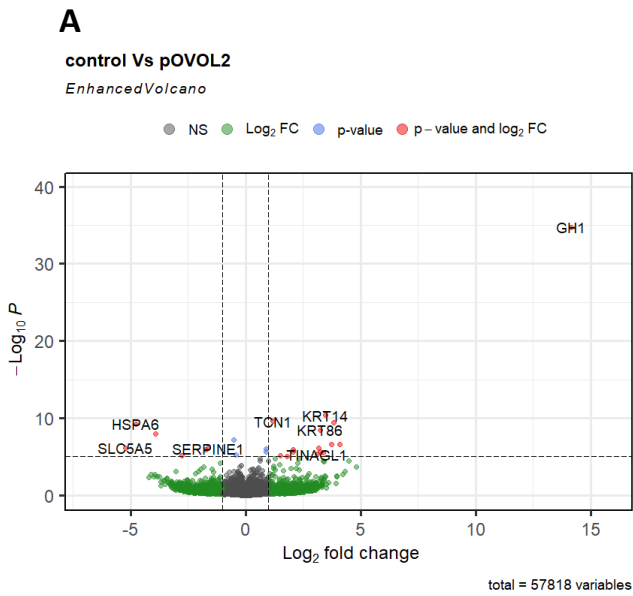 A
control Vs pOVOL2
EnhancedVolcano
NS Log₂ FC p-value p − value and log₂ FC
40
30
20
10
0
−Log₁₀ P
GH1
KRT14
TCN1
HSPA6
KRT86
SLC5A5
SERPINE1
TINAGL1
-5 0 5 10 15
Log₂ fold change
total = 57818 variables